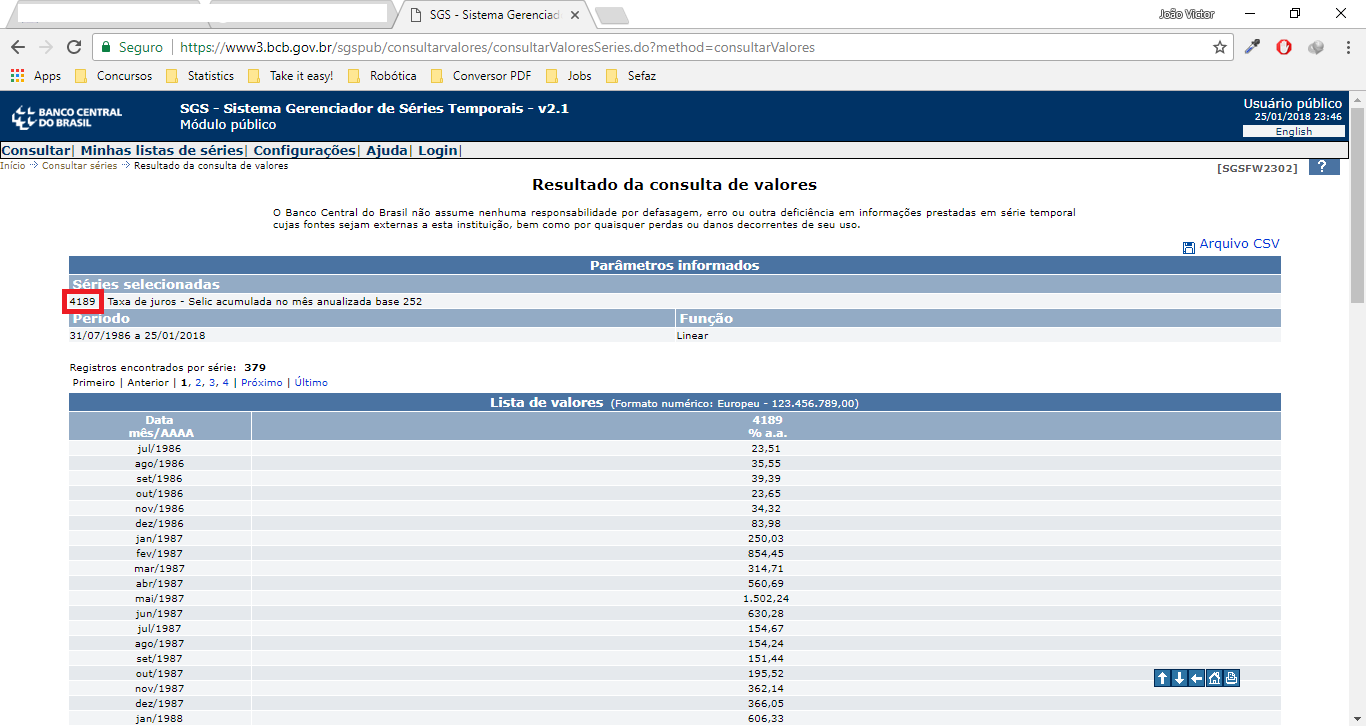 SGS - Sistema Gerenciad
João Victor
Seguro
https://www3.bcb.gov.br/sgspub/consultarvalores/consultarValoresSeries.do?method=consultarValores
Apps Concursos Statistics Take it easy! Robótica Conversor PDF Jobs Sefaz
BANCO CENTRAL
DO BRASIL
SGS - Sistema Gerenciador de Séries Temporais - v2.1
Módulo público
Usuário público
25/01/2018 23:46
English
Consultar| Minhas listas de séries| Configurações| Ajuda| Login|
Início Consultar séries Resultado da consulta de valores
[SGSFW2302] ?
Resultado da consulta de valores
O Banco Central do Brasil não assume nenhuma responsabilidade por defasagem, erro ou outra deficiência em informações prestadas em série temporal
cujas fontes sejam externas a esta instituição, bem como por quaisquer perdas ou danos decorrentes de seu uso.
Arquivo CSV
Parâmetros informados
Séries selecionadas
4189 Taxa de juros - Selic acumulada no mês anualizada base 252
Período Função
31/07/1986 a 25/01/2018 Linear
Registros encontrados por série: 379
Primeiro | Anterior | 1, 2, 3, 4 | Próximo | Último
Lista de valores (Formato numérico: Europeu - 123.456.789,00)
Data 4189
mês/AAAA % a.a.
jul/1986 23,51
ago/1986 35,55
set/1986 39,39
out/1986 23,65
nov/1986 34,32
dez/1986 83,98
jan/1987 250,03
fev/1987 854,45
mar/1987 314,71
abr/1987 560,69
mai/1987 1.502,24
jun/1987 630,28
jul/1987 154,67
ago/1987 154,24
set/1987 151,44
out/1987 195,52
nov/1987 362,14
dez/1987 366,05
jan/1988 606,33